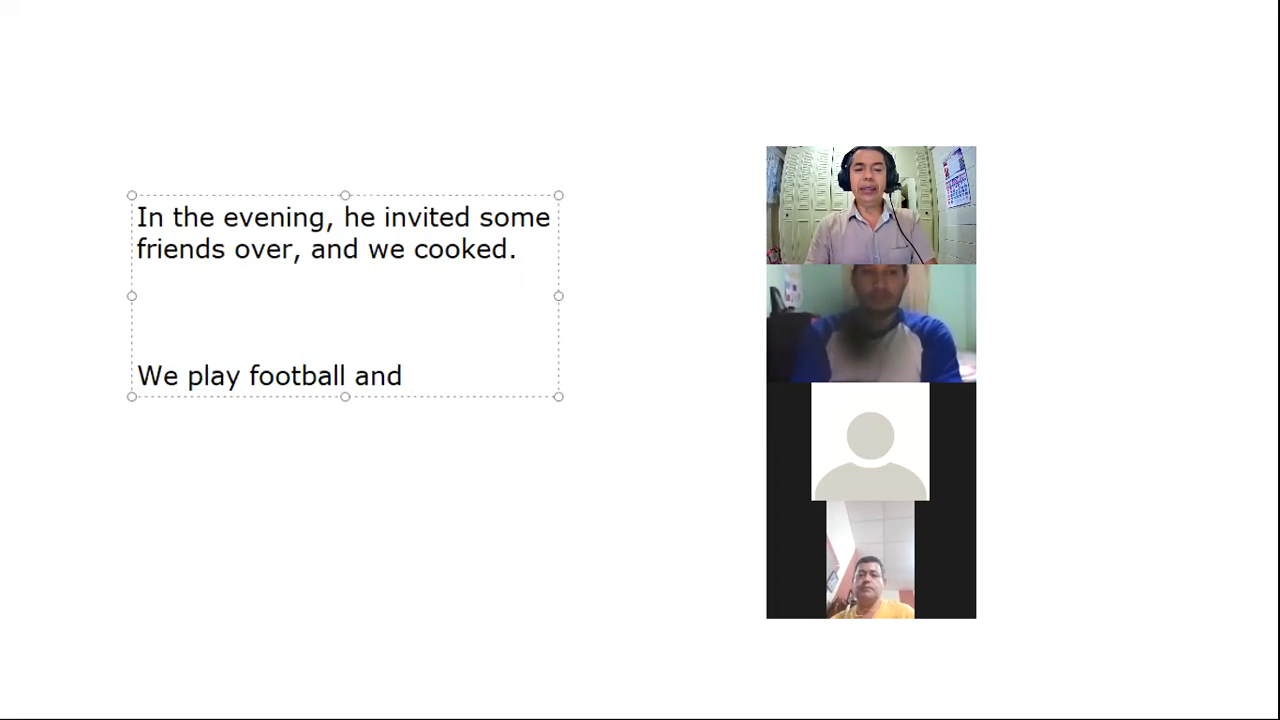 In the evening, he invited some
friends over, and we cooked.
We play football and